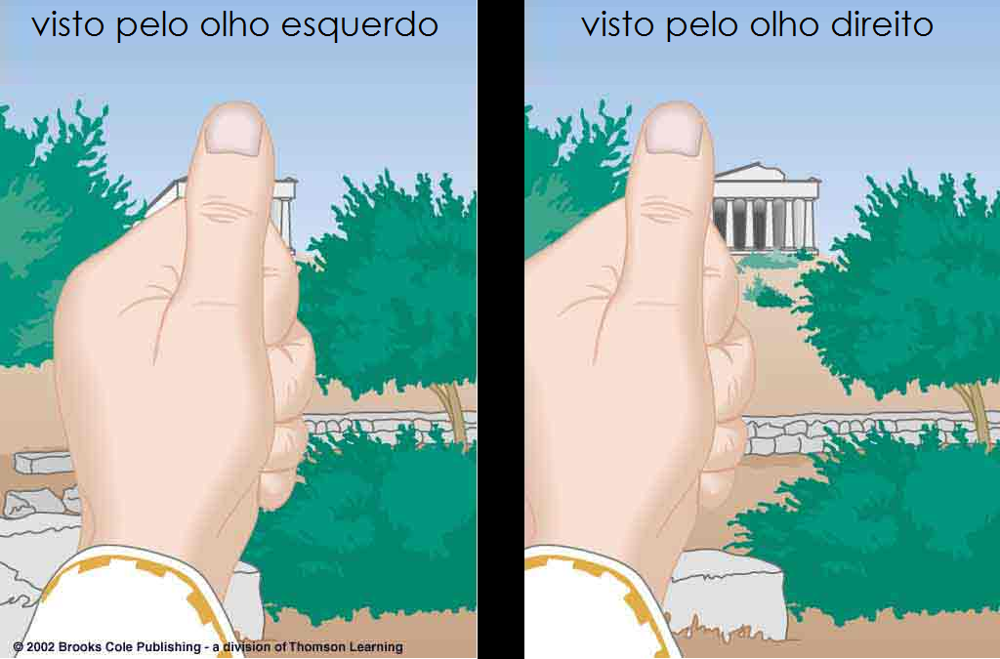 visto pelo olho esquerdo
visto pelo olho direito
© 2002 Brooks Cole Publishing - a division of Thomson Learning